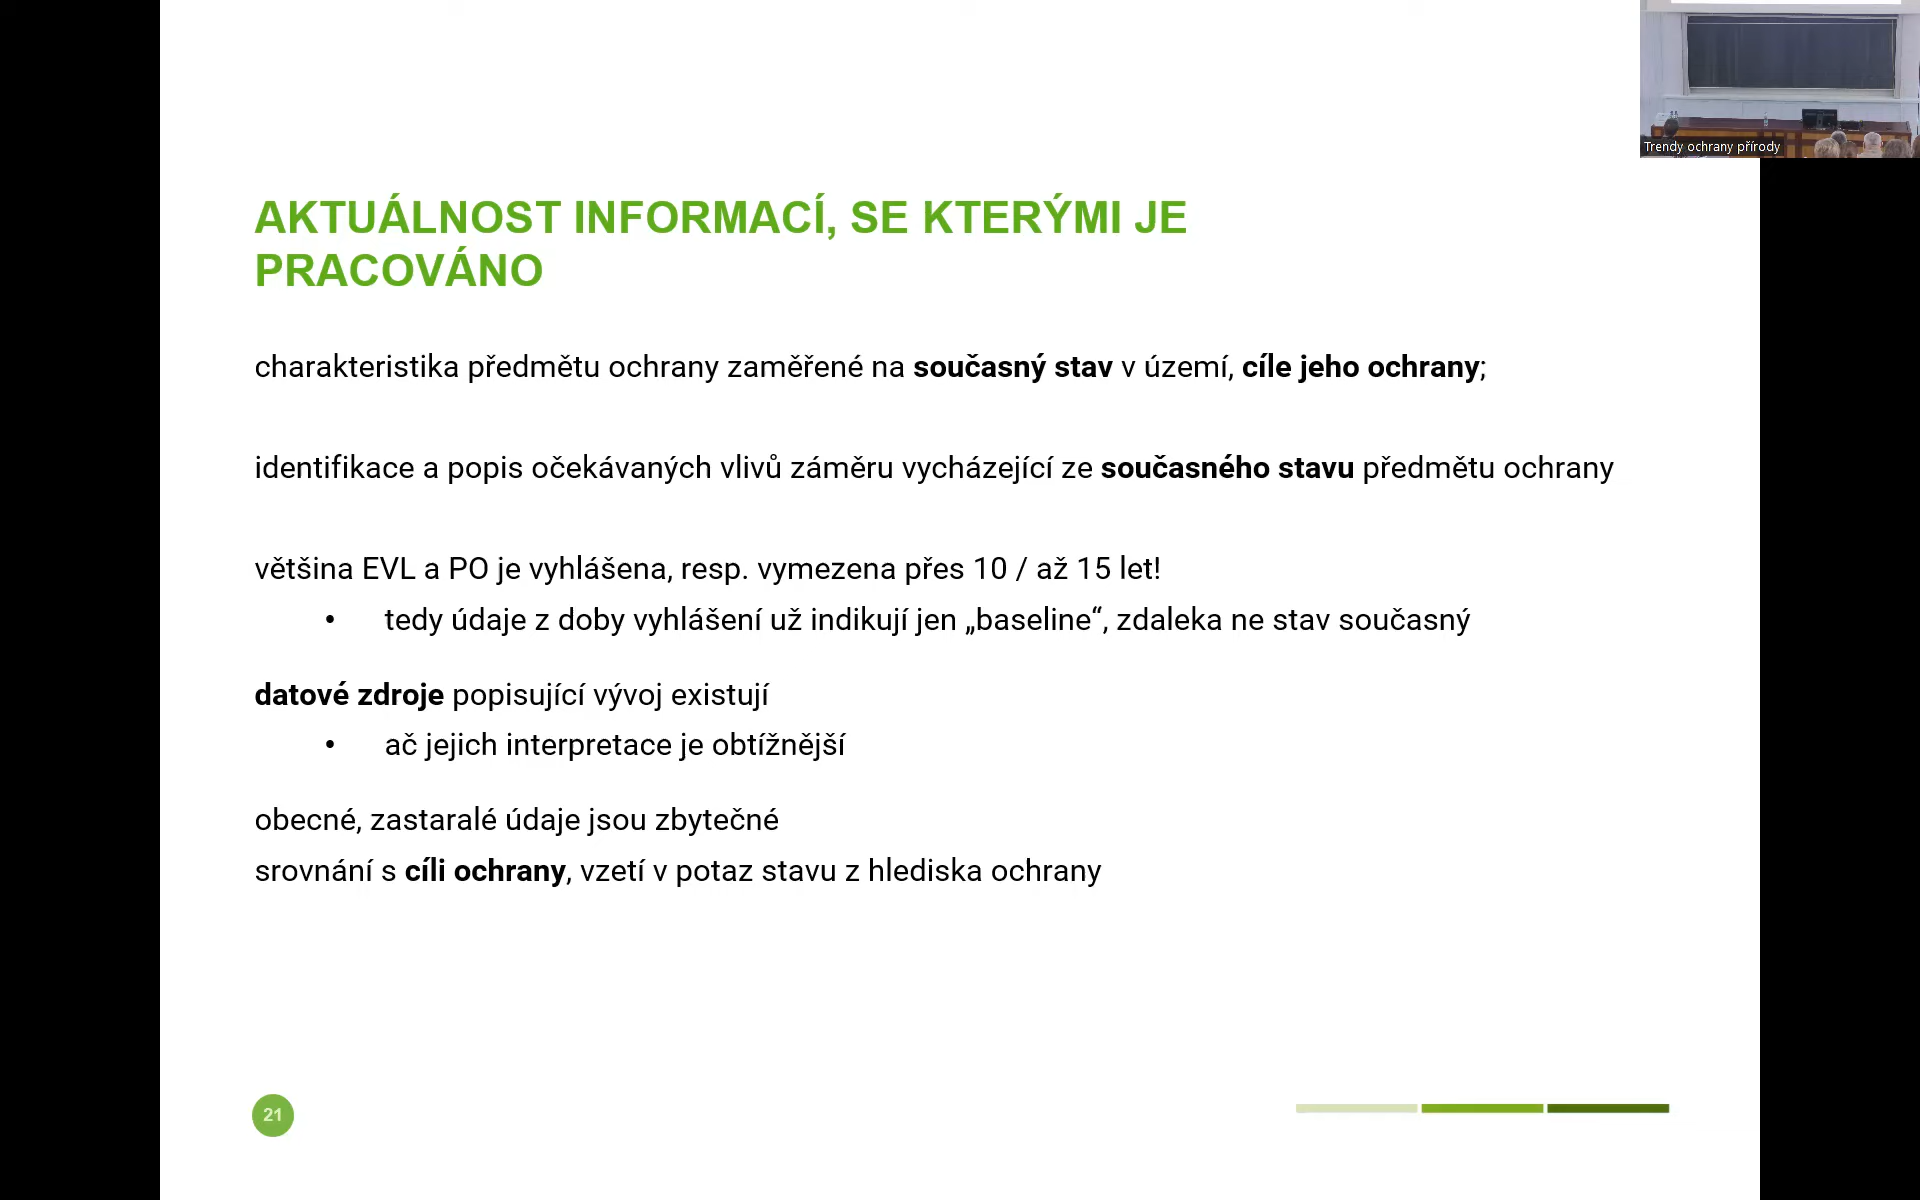 Trendy ochrany přírody
AKTUÁLNOST INFORMACÍ, SE KTERÝMI JE
PRACOVÁNO
charakteristika předmětu ochrany zaměřené na současný stav v území, cíle jeho ochrany;
identifikace a popis očekávaných vlivů záměru vycházející ze současného stavu předmětu ochrany
většina EVL a PO je vyhlášena, resp. vymezena přes 10 / až 15 let!
• tedy údaje z doby vyhlášení už indikují jen „baseline“, zdaleka ne stav současný
datové zdroje popisující vývoj existují
• ač jejich interpretace je obtížnější
obecné, zastaralé údaje jsou zbytečné
srovnání s cíli ochrany, vzetí v potaz stavu z hlediska ochrany
21